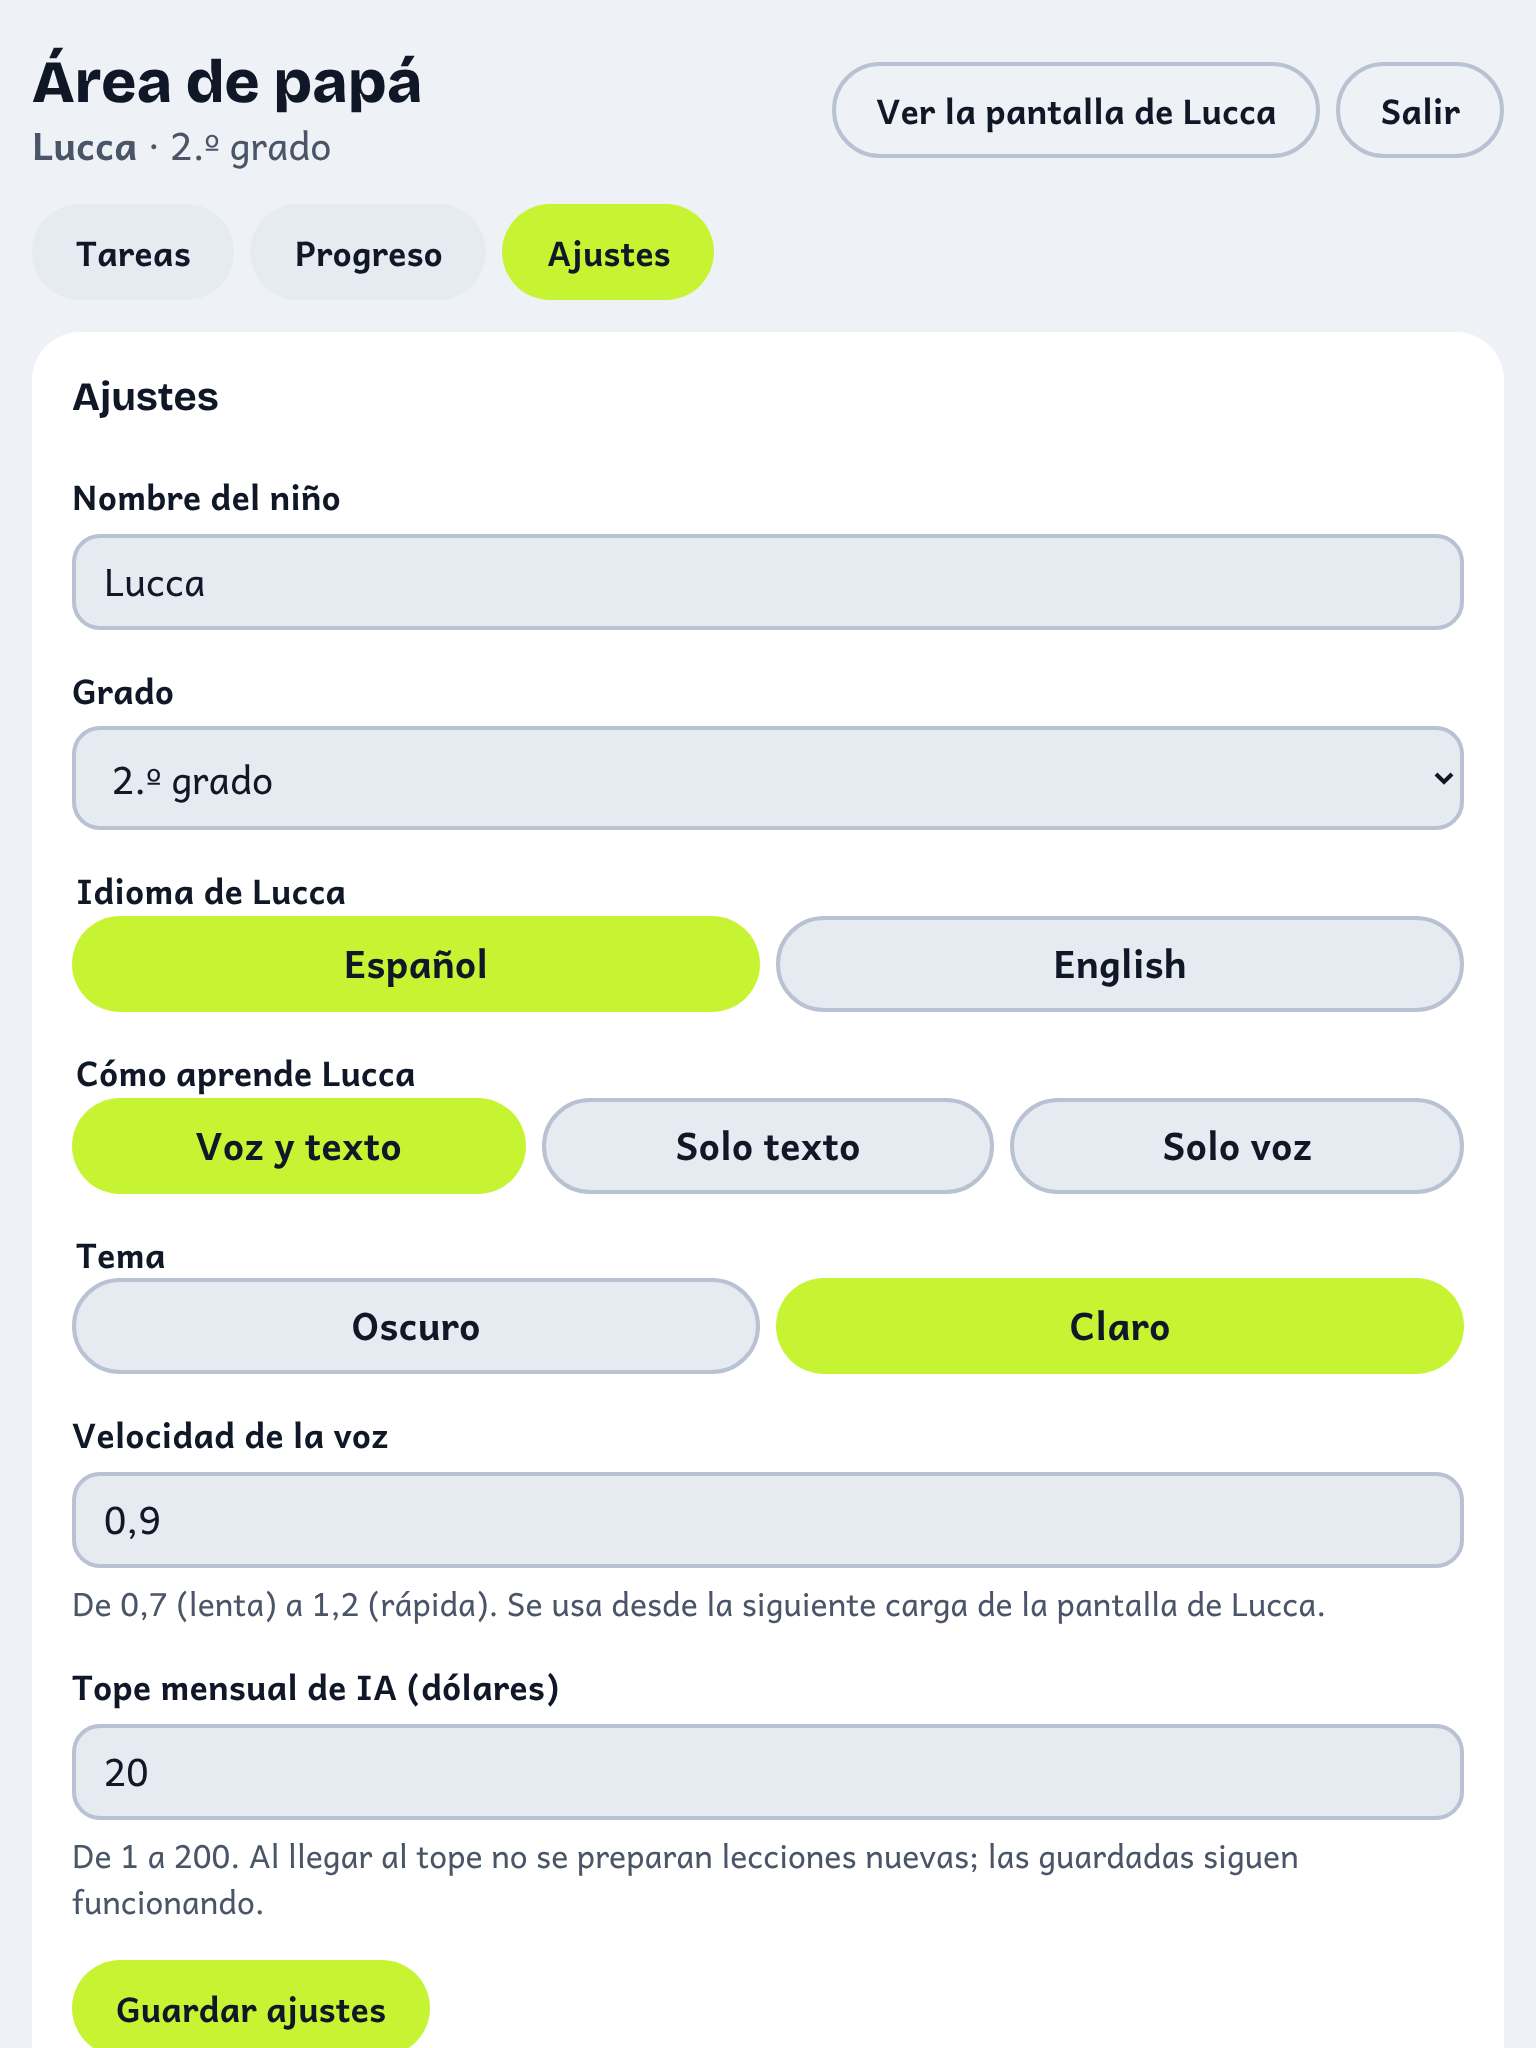 Área de papá
Lucca · 2.º grado
Ver la pantalla de Lucca
Salir
Tareas
Progreso
Ajustes
Ajustes
Nombre del niño
Lucca
Grado
2.º grado
Idioma de Lucca
Español
English
Cómo aprende Lucca
Voz y texto
Solo texto
Solo voz
Tema
Oscuro
Claro
Velocidad de la voz
0,9
De 0,7 (lenta) a 1,2 (rápida). Se usa desde la siguiente carga de la pantalla de Lucca.
Tope mensual de IA (dólares)
20
De 1 a 200. Al llegar al tope no se preparan lecciones nuevas; las guardadas siguen
funcionando.
Guardar ajustes